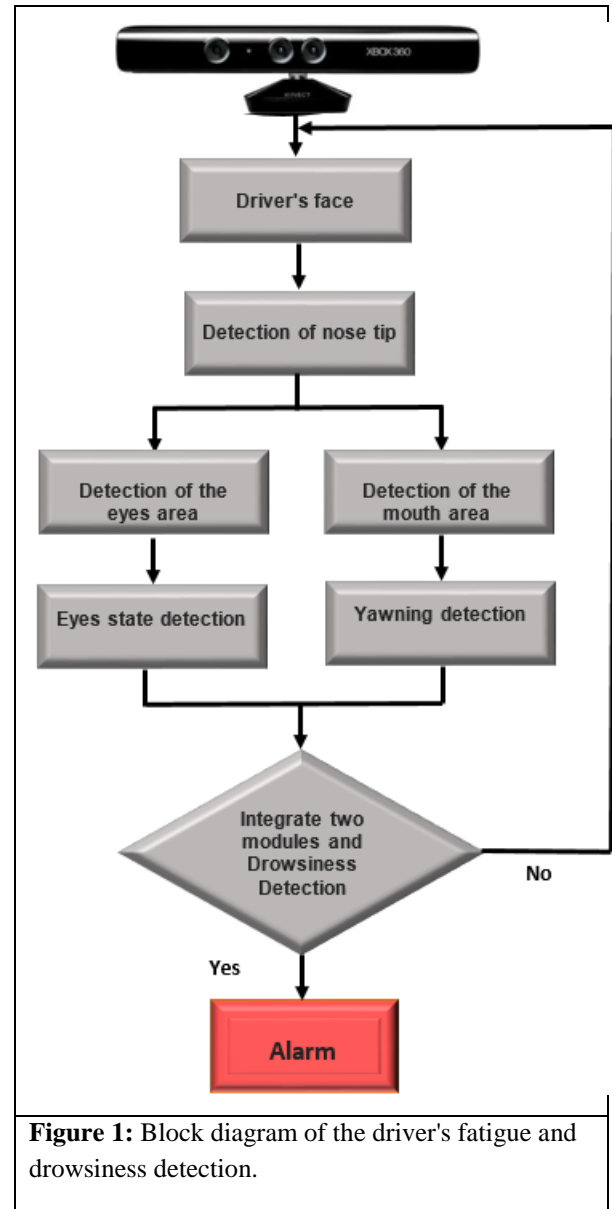 XBOX360
KINECT
Driver's face
Detection of nose tip
Detection of the
eyes area
Detection of the
mouth area
Eyes state detection
Yawning detection
Integrate two
modules and
Drowsiness
Detection
No
Yes
Alarm
Figure 1: Block diagram of the driver's fatigue and
drowsiness detection.